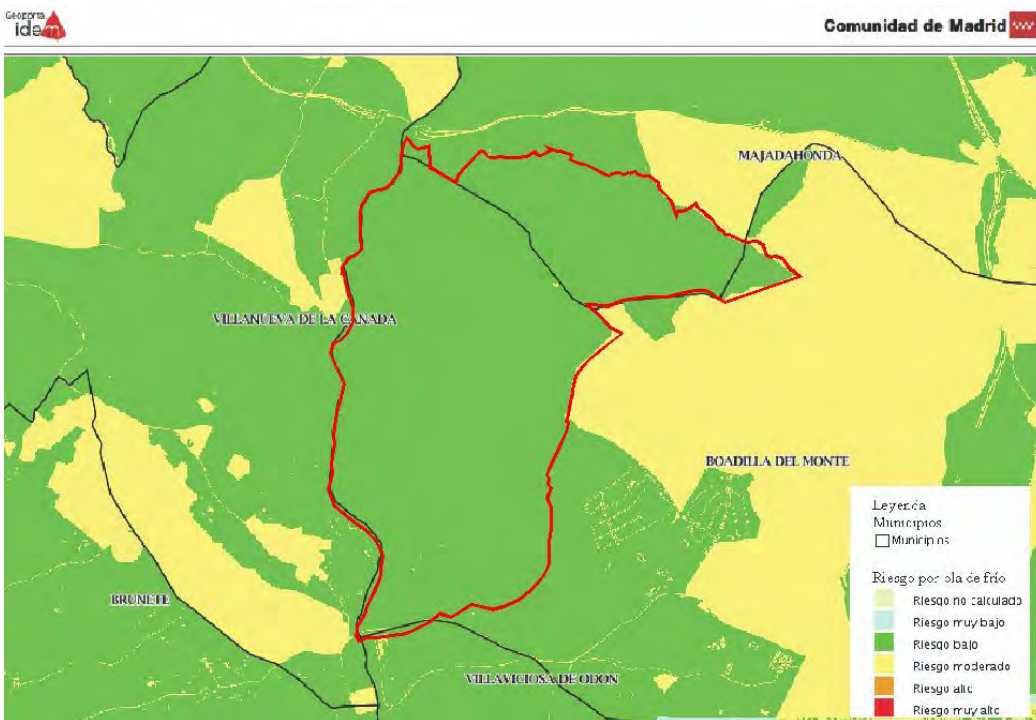 Geoportal
idem
Comunidad de Madrid
MAJADAHONDA
VILLANUEVA DE LA CAÑADA
BOADILLA DEL MONTE
BRUNETE
VILLAVICIOSA DE ODON
Leyenda
Municipios
Municipios
Riesgo por ola de frío
Riesgo no calculado
Riesgo muy bajo
Riesgo bajo
Riesgo moderado
Riesgo alto
Riesgo muy alto